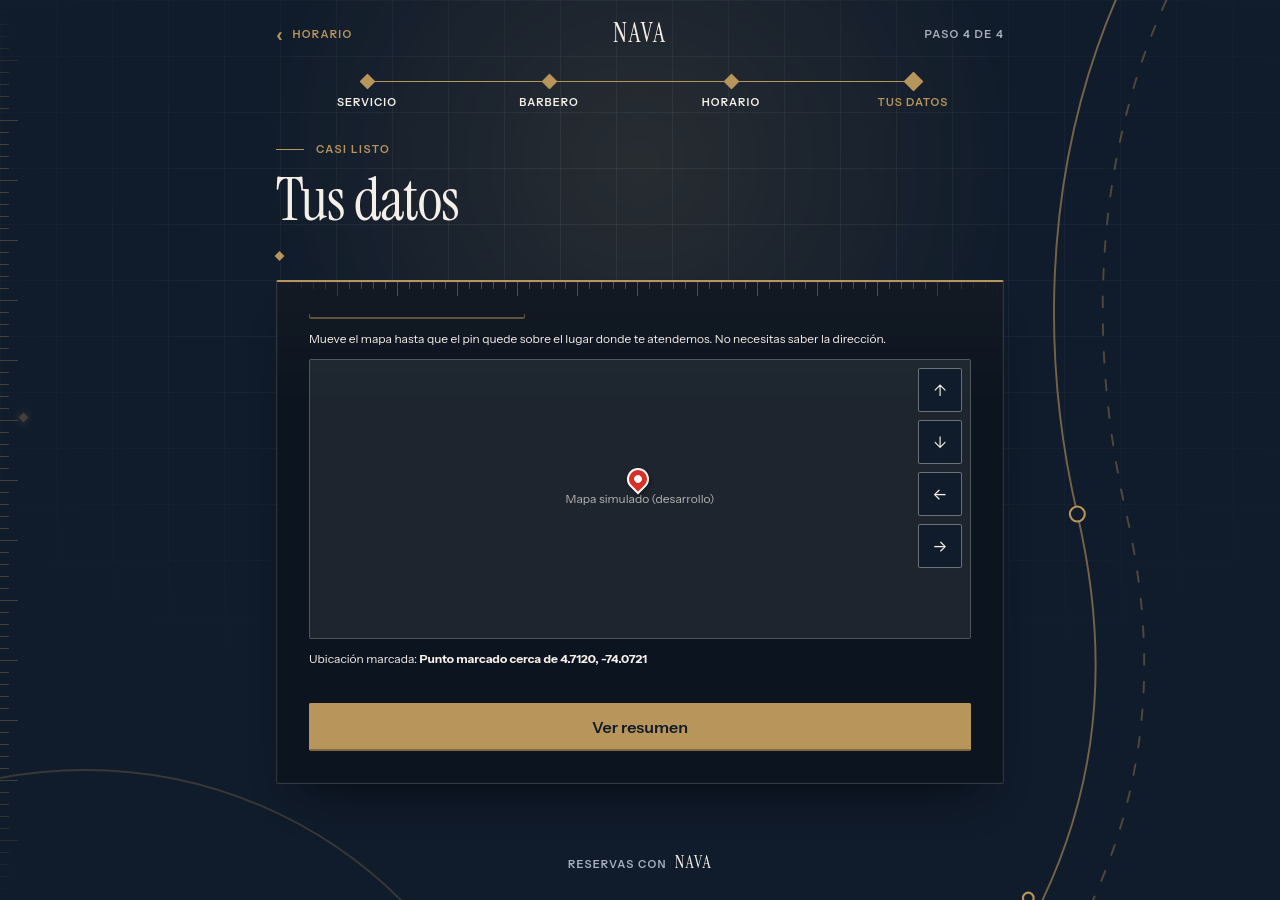 ‹ HORARIO
NAVA
PASO 4 DE 4
SERVICIO
BARBERO
HORARIO
TUS DATOS
CASI LISTO
Tus datos
Mueve el mapa hasta que el pin quede sobre el lugar donde te atendemos. No necesitas saber la dirección.
↑
↓
←
→
Mapa simulado (desarrollo)
Ubicación marcada: Punto marcado cerca de 4.7120, -74.0721
Ver resumen
RESERVAS CON NAVA